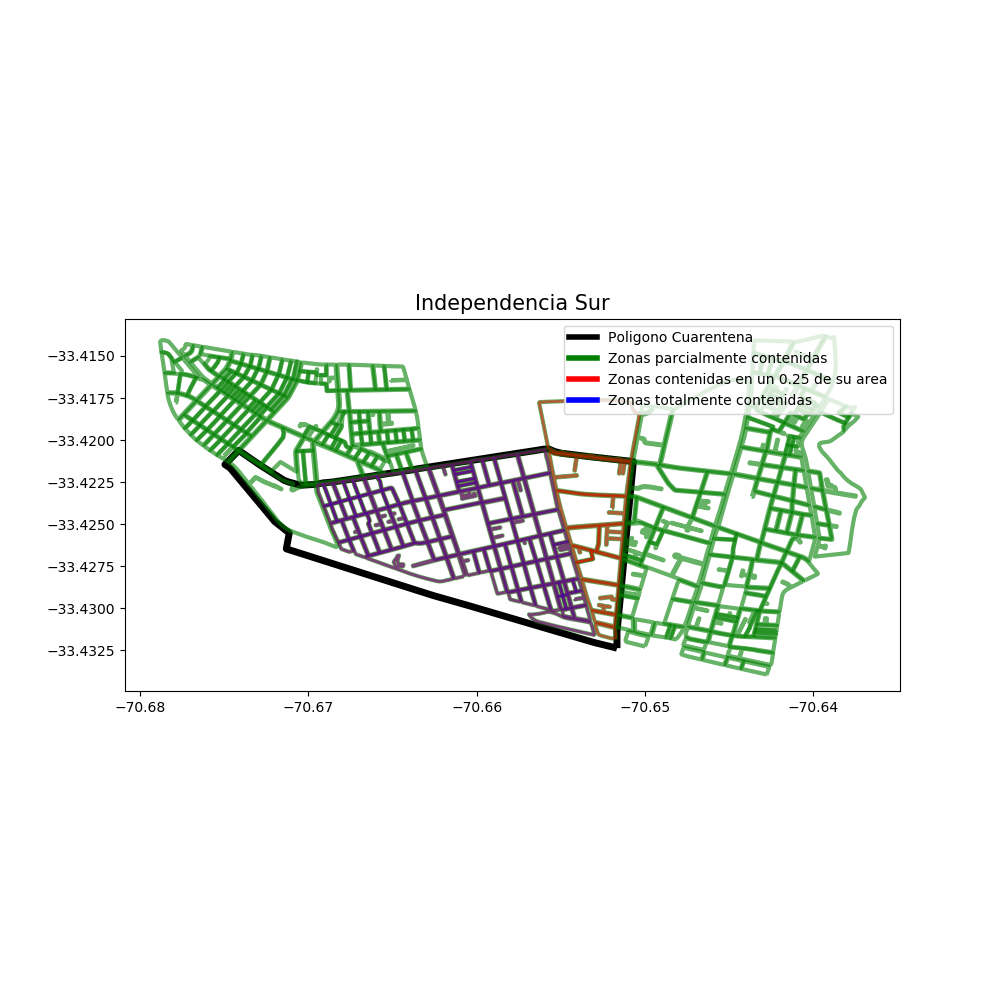 Independencia Sur
Poligono Cuarentena
Zonas parcialmente contenidas
Zonas contenidas en un 0.25 de su area
Zonas totalmente contenidas
−33.4150
−33.4175
−33.4200
−33.4225
−33.4250
−33.4275
−33.4300
−33.4325
−70.68 −70.67 −70.66 −70.65 −70.64